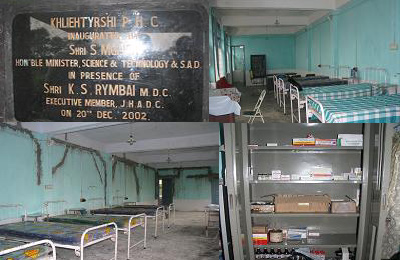 KHLIEHTYRSHI P.H.C.
INAUGURATED
SHRI S. 
HON'BLE MINISTER, SCIENCE & TECHNOLOGY & S.A.D.
IN PRESENCE OF
SHRI K. S. RYMBAI M.D.C.
EXECUTIVE MEMBER, J.H.A.D.C.
ON 20TH DEC. 2002.